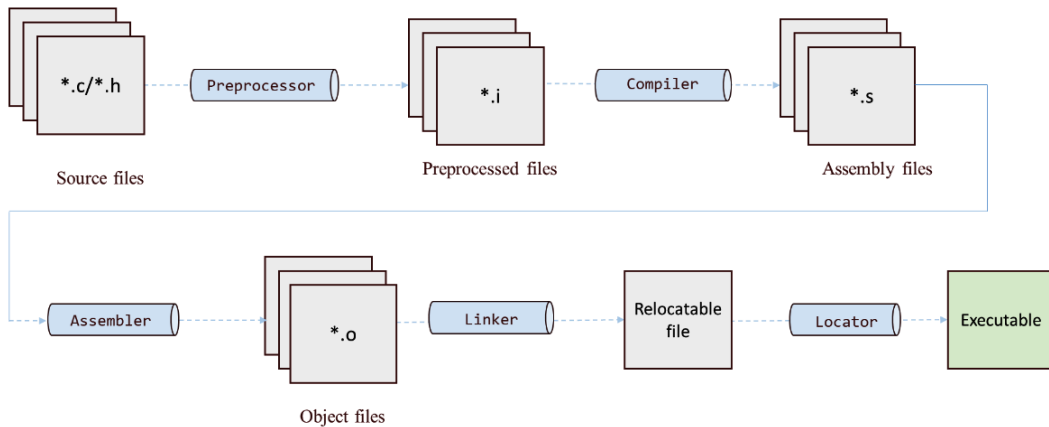 *.c/*.h
Preprocessor
*.i
Compiler
*.s
Source files
Preprocessed files
Assembly files
Assembler
*.o
Linker
Relocatable
file
Locator
Executable
Object files